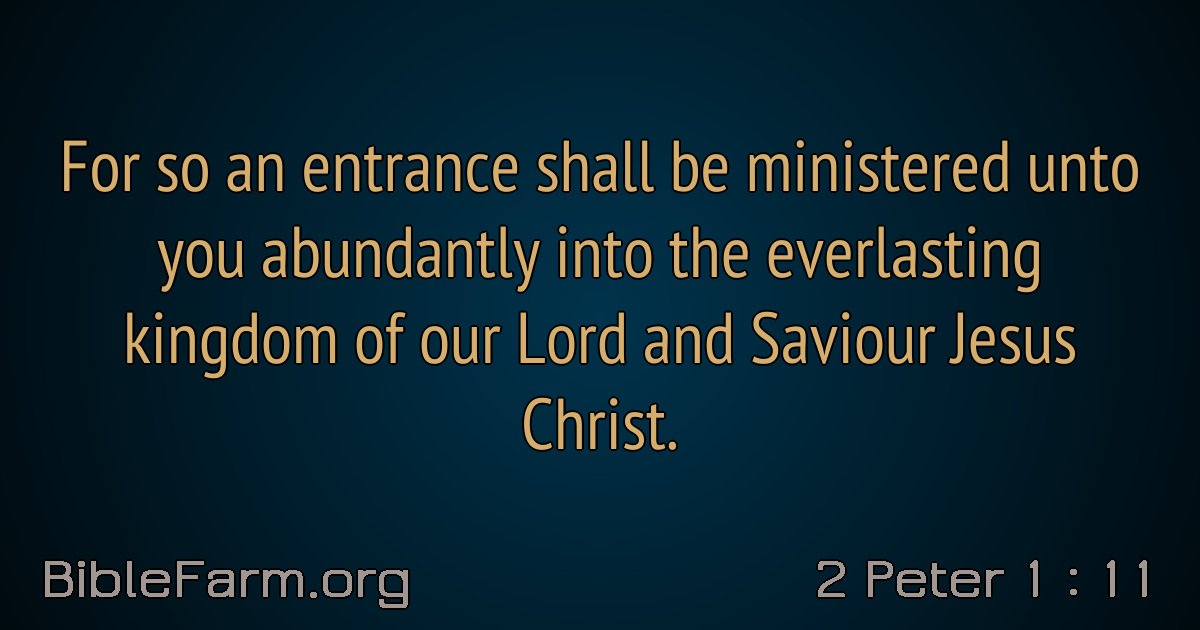 For so an entrance shall be ministered unto
you abundantly into the everlasting
kingdom of our Lord and Saviour Jesus
Christ.
BibleFarm.org
2 Peter 1 : 11